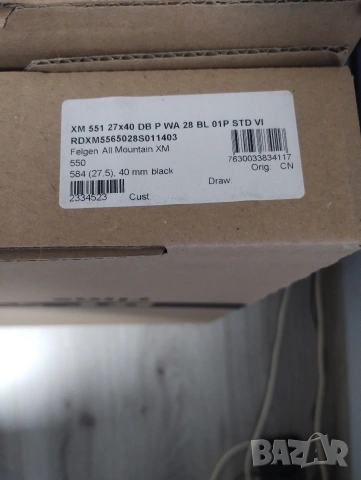 XM 551 27x40 DB P WA 28 BL 01P STD VI
RDXM5565028S011403
Felgen All Mountain XM
550
584 (27.5), 40 mm black
7630033834117
Orig: CN
Draw:
2334523 Cust
BAZAR
bg